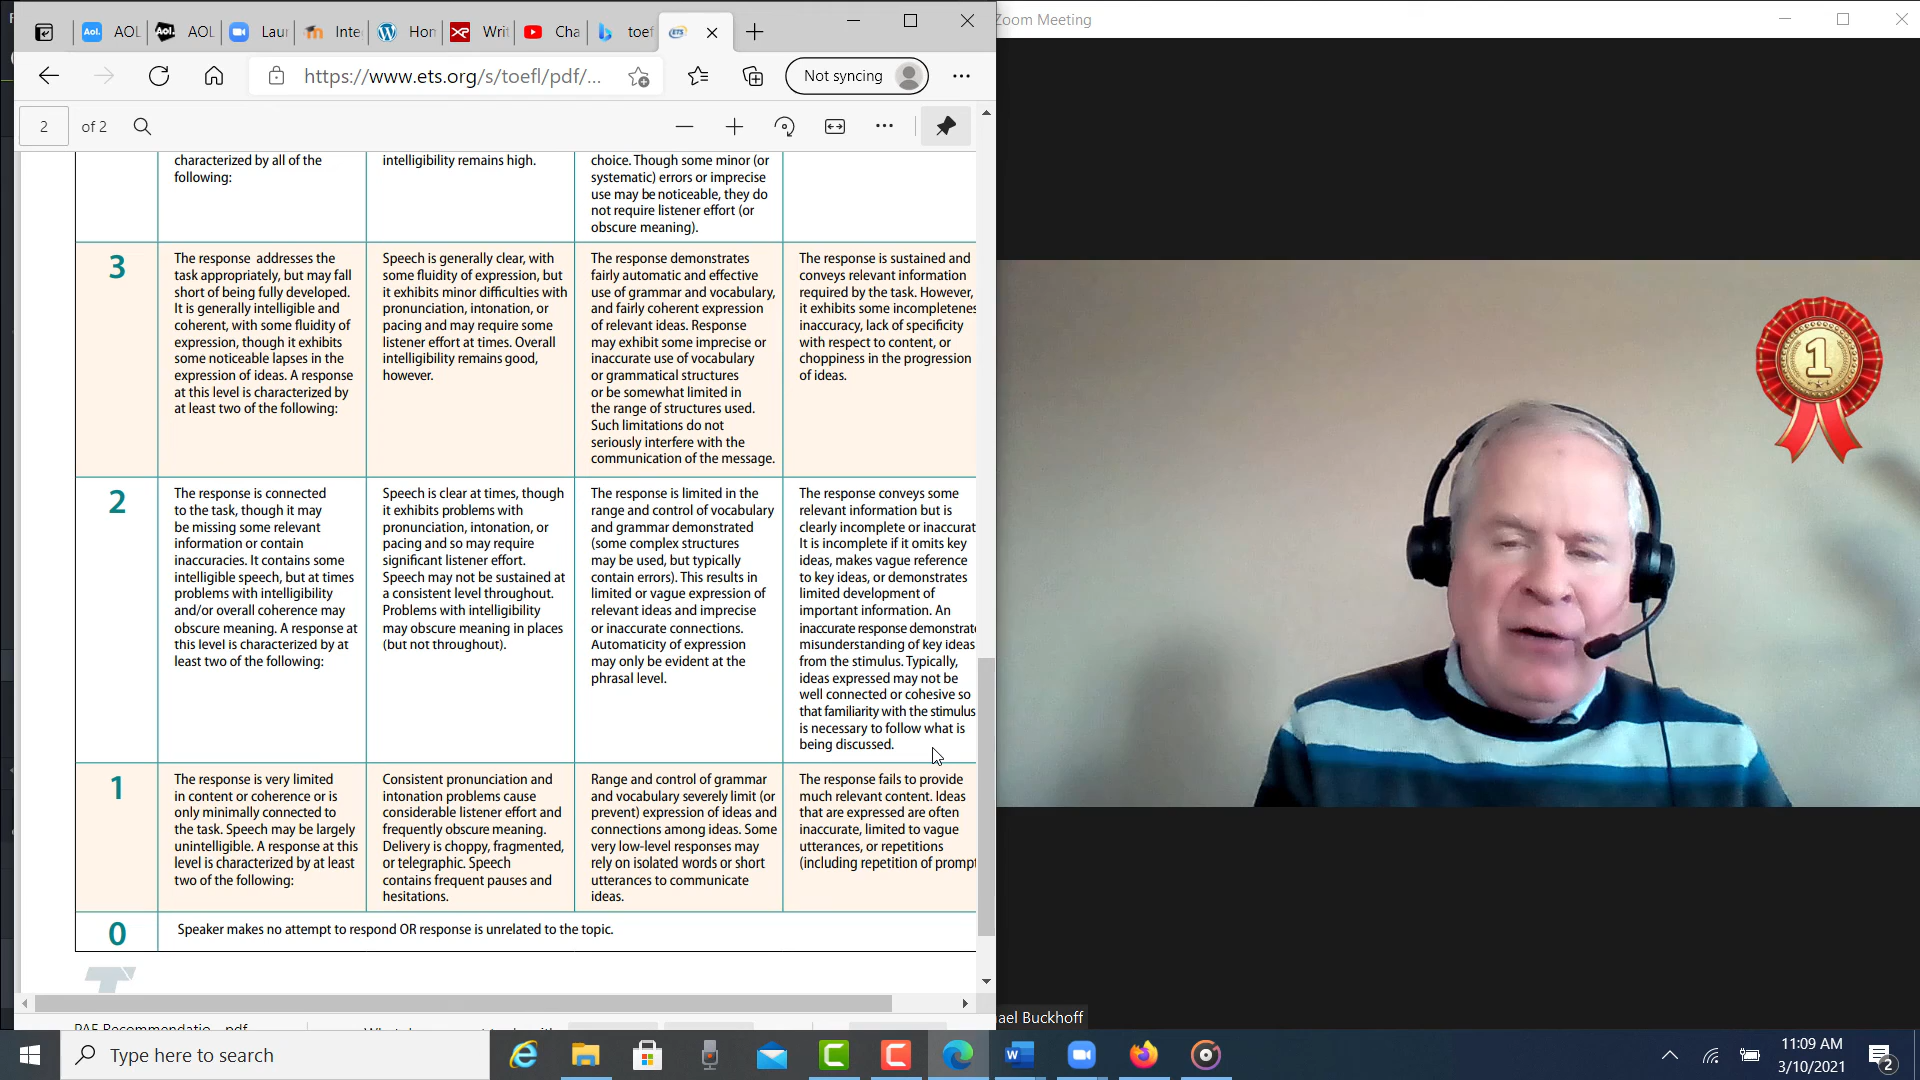 AOL
AOL
Lau
Inte
Hor
Writ
Cha
toef
Zoom Meeting
https://www.ets.org/s/toefl/pdf/...
Not syncing
2
of 2
characterized by all of the
following:
intelligibility remains high.
choice. Though some minor (or
systematic) errors or imprecise
use may be noticeable, they do
not require listener effort (or
obscure meaning).
3
The response addresses the
task appropriately, but may fall
short of being fully developed.
It is generally intelligible and
coherent, with some fluidity of
expression, though it exhibits
some noticeable lapses in the
expression of ideas. A response
at this level is characterized by
at least two of the following:
Speech is generally clear, with
some fluidity of expression, but
it exhibits minor difficulties with
pronunciation, intonation, or
pacing and may require some
listener effort at times. Overall
intelligibility remains good,
however.
The response demonstrates
fairly automatic and effective
use of grammar and vocabulary,
and fairly coherent expression
of relevant ideas. Response
may exhibit some imprecise or
inaccurate use of vocabulary
or grammatical structures
or be somewhat limited in
the range of structures used.
Such limitations do not
seriously interfere with the
communication of the message.
The response is sustained and
conveys relevant information
required by the task. However,
it exhibits some incompletenes
inaccuracy, lack of specificity
with respect to content, or
choppiness in the progression
of ideas.
2
The response is connected
to the task, though it may
be missing some relevant
information or contain
inaccuracies. It contains some
intelligible speech, but at times
problems with intelligibility
and/or overall coherence may
obscure meaning. A response at
this level is characterized by at
least two of the following:
Speech is clear at times, though
it exhibits problems with
pronunciation, intonation, or
pacing and so may require
significant listener effort.
Speech may not be sustained at
a consistent level throughout.
Problems with intelligibility
may obscure meaning in places
(but not throughout).
The response is limited in the
range and control of vocabulary
and grammar demonstrated
(some complex structures
may be used, but typically
contain errors). This results in
limited or vague expression of
relevant ideas and imprecise
or inaccurate connections.
Automaticity of expression
may only be evident at the
phrasal level.
The response conveys some
relevant information but is
clearly incomplete or inaccurat
It is incomplete if it omits key
ideas, makes vague reference
to key ideas, or demonstrates
limited development of
important information. An
inaccurate response demonstrate
misunderstanding of key ideas
from the stimulus. Typically,
ideas expressed may not be
well connected or cohesive so
that familiarity with the stimulus
is necessary to follow what is
being discussed.
1
The response is very limited
in content or coherence or is
only minimally connected to
the task. Speech may be largely
unintelligible. A response at this
level is characterized by at least
two of the following:
Consistent pronunciation and
intonation problems cause
considerable listener effort and
frequently obscure meaning.
Delivery is choppy, fragmented,
or telegraphic. Speech
contains frequent pauses and
hesitations.
Range and control of grammar
and vocabulary severely limit (or
prevent) expression of ideas and
connections among ideas. Some
very low-level responses may
rely on isolated words or short
utterances to communicate
ideas.
The response fails to provide
much relevant content. Ideas
that are expressed are often
inaccurate, limited to vague
utterances, or repetitions
(including repetition of prompt
0
Speaker makes no attempt to respond OR response is unrelated to the topic.
1
ael Buckhoff
Type here to search
11:09 AM
3/10/2021
2